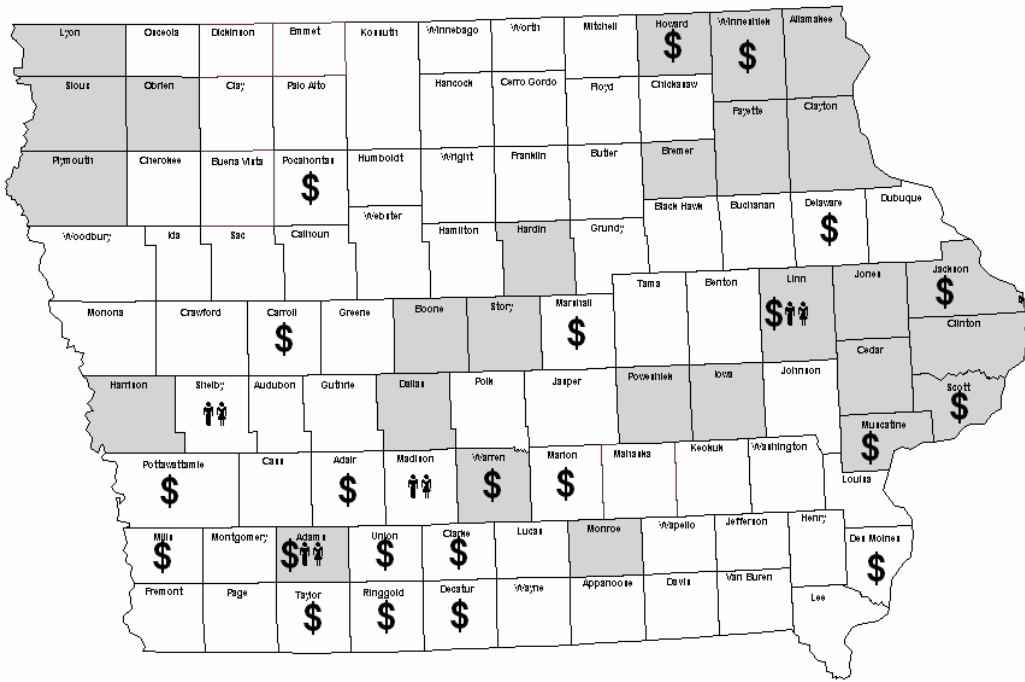 Lyon
Osceola
Dickinson
Emmet
Kossuth
Winnebago
Worth
Mitchell
Howard
$
Winneshiek
$
Allamakee
Sioux
Obrien
Clay
Palo Alto
Hancock
Cerro Gordo
Floyd
Chickasaw
Fayette
Clayton
Plymouth
Cherokee
Buena Vista
Pocahontas
$
Humboldt
Wright
Franklin
Butler
Bremer
Woodbury
Ida
Sac
Calhoun
Webster
Hamilton
Hardin
Grundy
Black Hawk
Buchanan
Delaware
$
Dubuque
Monona
Crawford
Carroll
$
Greene
Boone
Story
Marshall
$
Tama
Benton
Linn
$
Jones
Jackson
$
Clinton
Cedar
Harrison
Shelby
Audubon
Guthrie
Dallas
Polk
Jasper
Poweshiek
Iowa
Johnson
Scott
$
Muscatine
$
Pottawattamie
$
Cass
Adair
$
Madison
Warren
$
Marion
$
Mahaska
Keokuk
Washington
Louisa
Mills
$
Montgomery
Adams
$
Union
$
Clarke
$
Lucas
Monroe
Wapello
Jefferson
Henry
Des Moines
$
Fremont
Page
Taylor
$
Ringgold
$
Decatur
$
Wayne
Appanoose
Davis
Van Buren
Lee